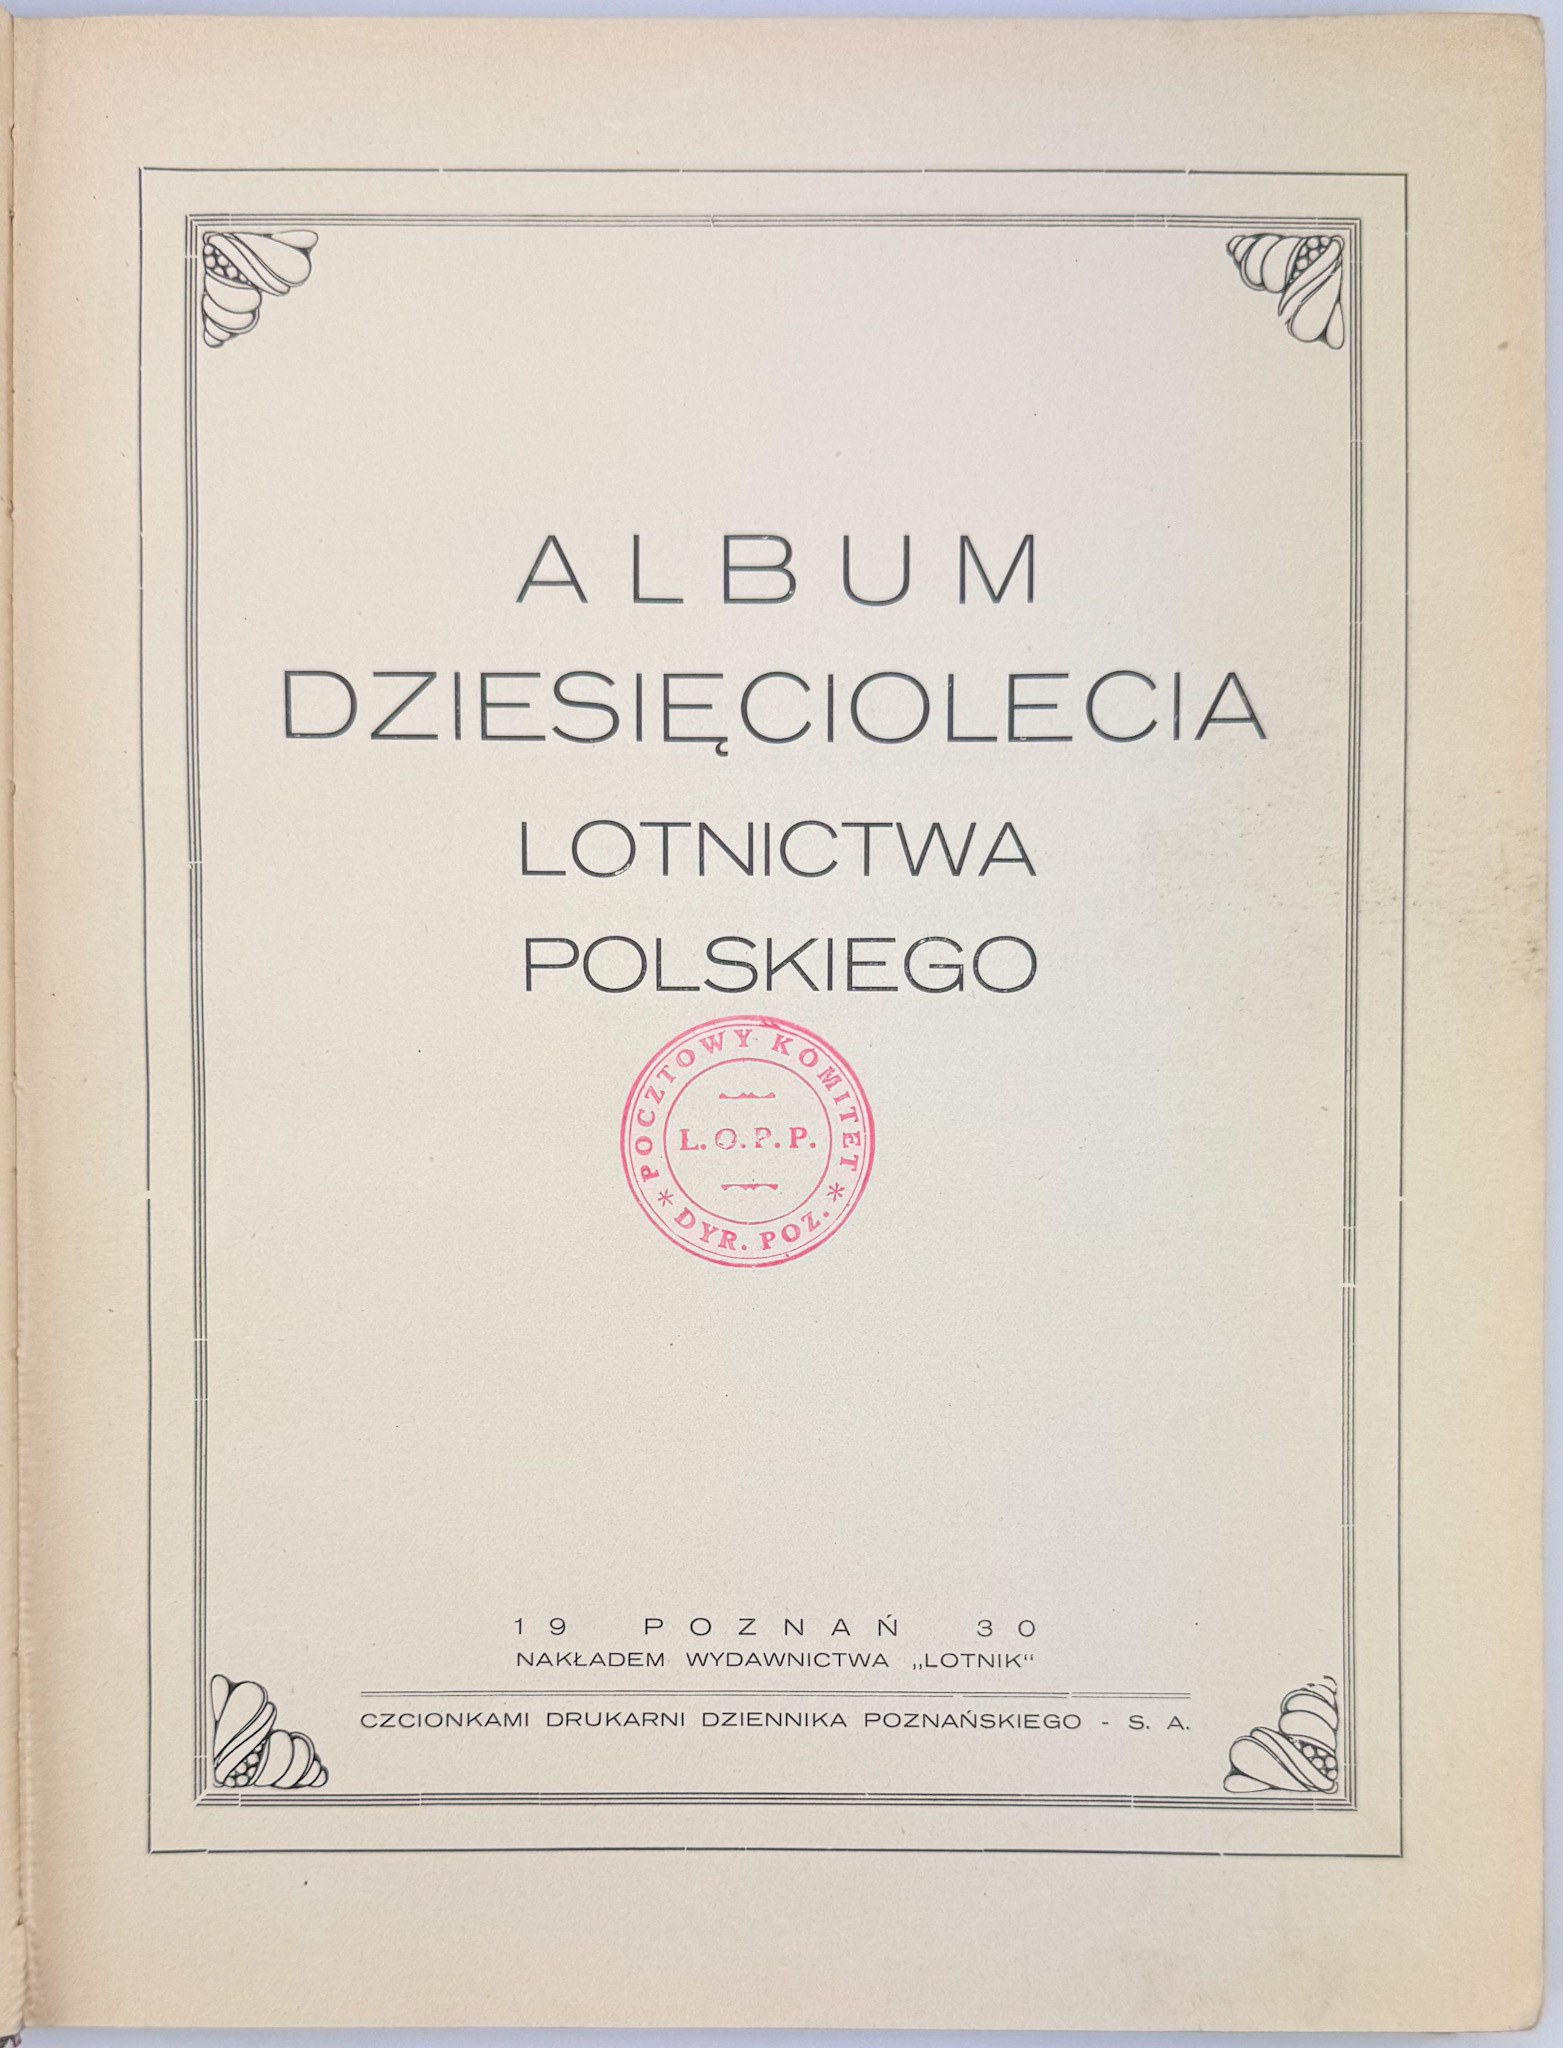 ALBUM
DZIESIĘCIOLECIA
LOTNICTWA
POLSKIEGO
POCZTOWY KOMITET
L.O.P.P.
* DYR. POZ. *
19 POZNAŃ 30
NAKŁADEM WYDAWNICTWA „LOTNIK“
CZCIONKAMI DRUKARNI DZIENNIKA POZNAŃSKIEGO - S. A.